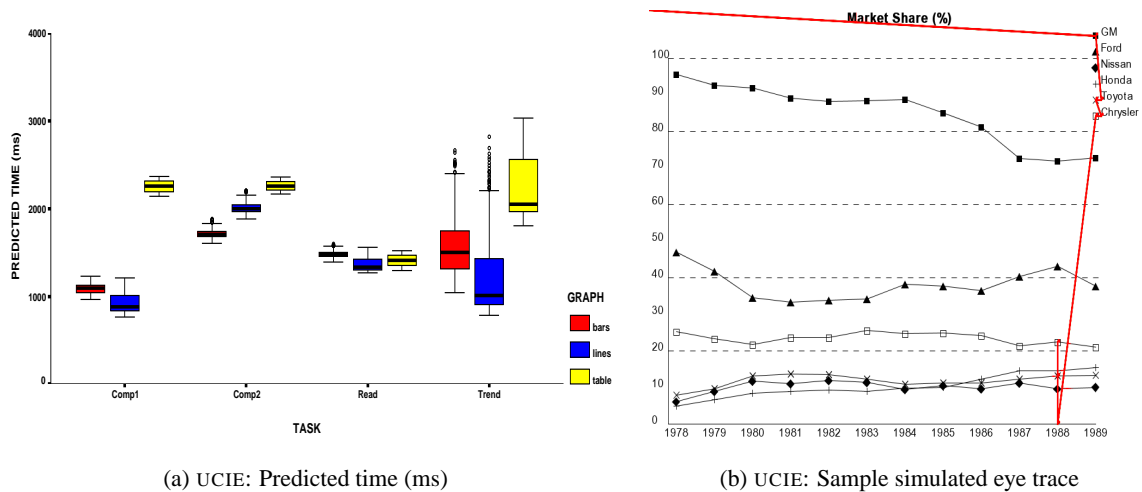 4000
3000
2000
1000
0
PREDICTED TIME (ms)
Comp1
Comp2
Read
Trend
TASK
GRAPH
bars
lines
table
(a) UCIE: Predicted time (ms)
Market Share (%)
GM
Ford
Nissan
Honda
Toyota
Chrysler
100
90
80
70
60
50
40
30
20
10
0
1978 1979 1980 1981 1982 1983 1984 1985 1986 1987 1988 1989
(b) UCIE: Sample simulated eye trace